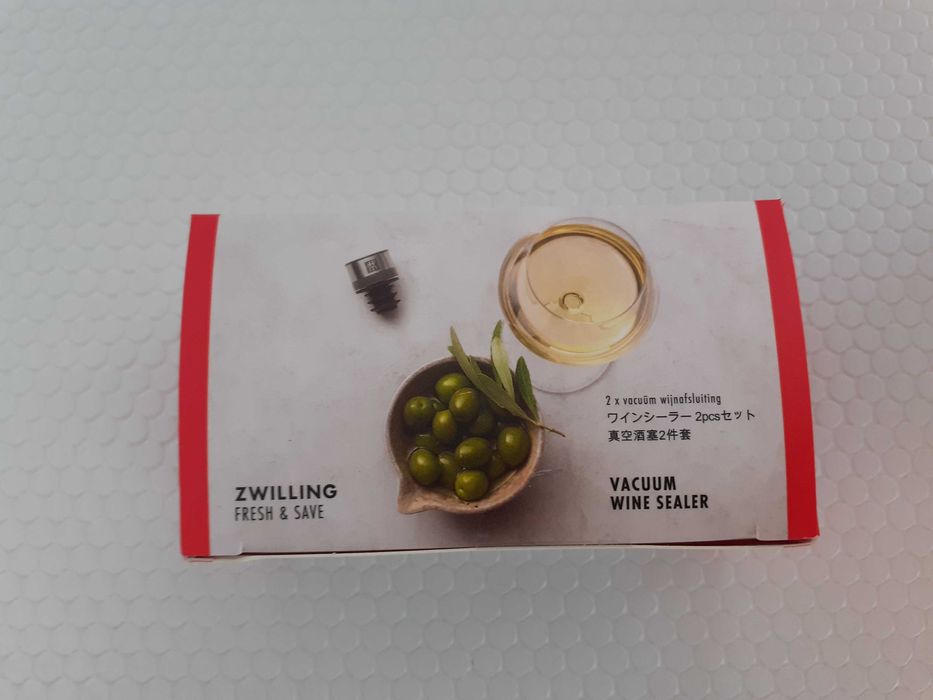 2 x vacuüm wijnafsluiting
ワインシーラー 2pcsセット
真空酒塞2件套
ZWILLING
FRESH & SAVE
VACUUM
WINE SEALER